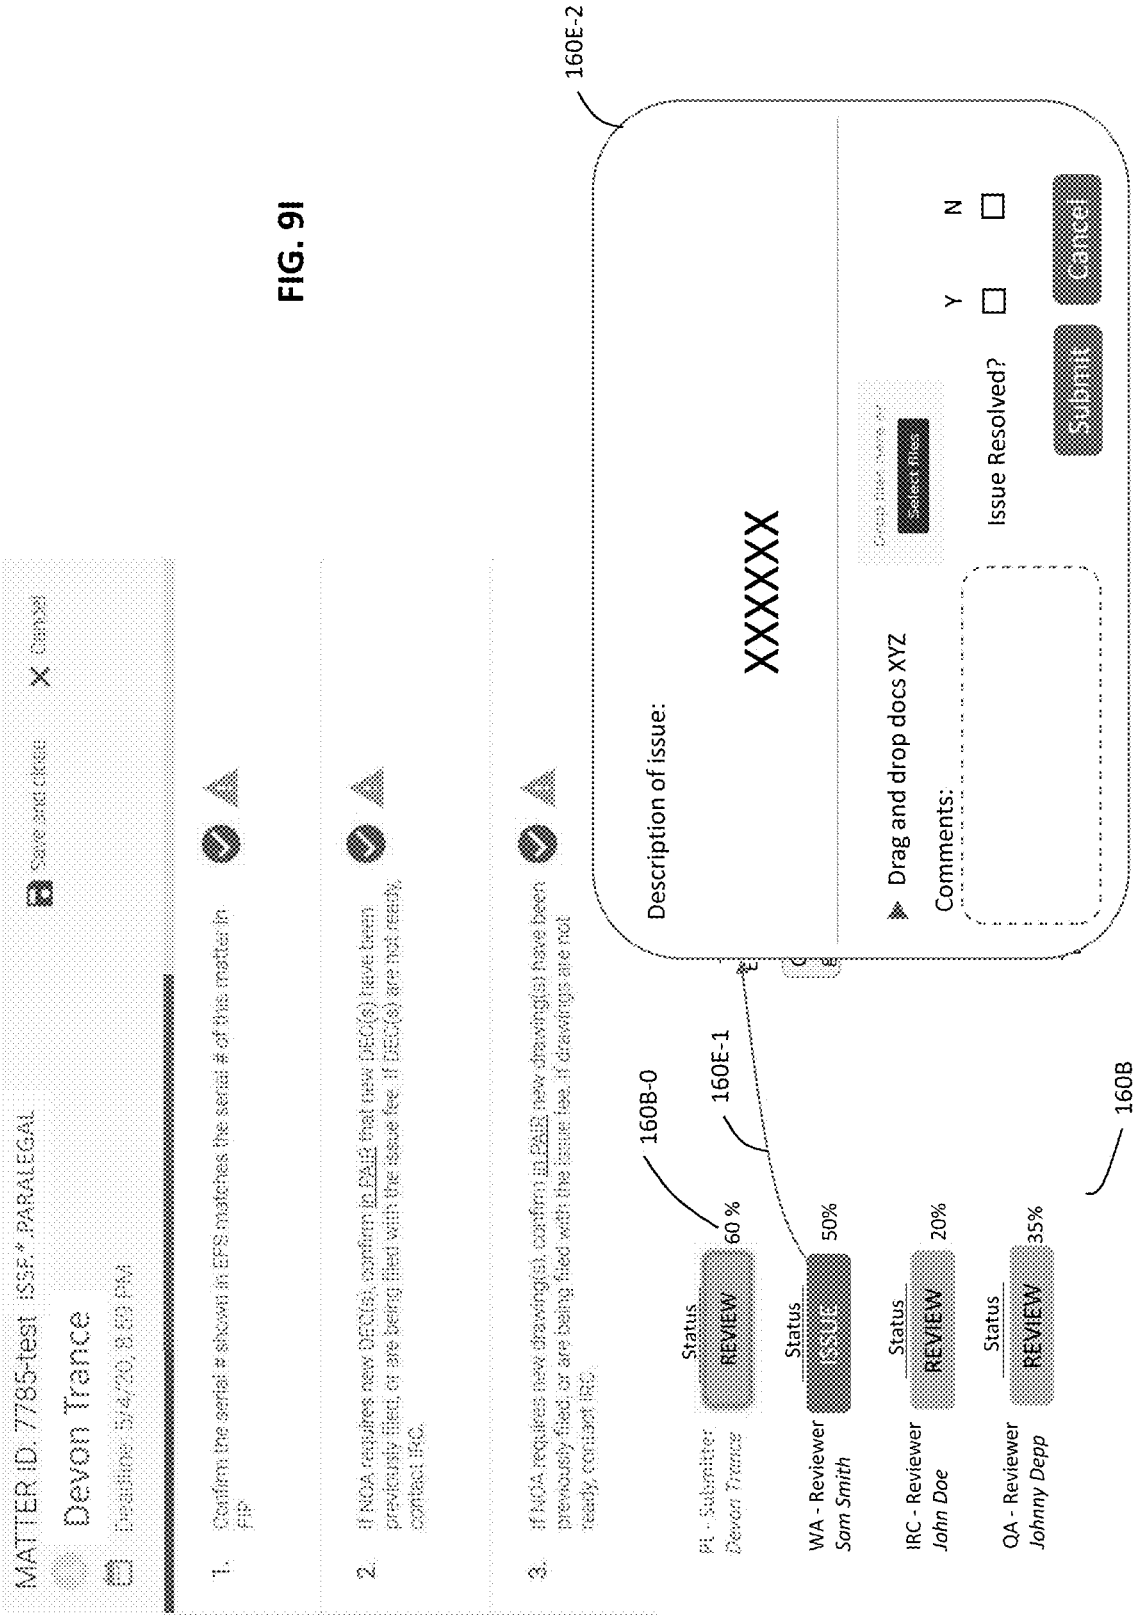 MATTER ID: 7785-test ISSF.*.PARALEGAL
Devon Trance
Save and close
Cancel
Deadline: 5/4/20, 8:50 PM
1. Confirm the serial # shown in EFS matches the serial # of this matter in
FIP
2. If NOA requires new DEC(s), confirm in PAIR that new DEC(s) have been
previously filed, or are being filed with the issue fee. If DEC(s) are not ready,
contact IRC.
3. If NOA requires new drawing(s), confirm in PAIR new drawing(s) have been
previously filed, or are being filed with the issue fee. If drawings are not
ready, contact IRC.
FIG. 9I
PL - Submitter
Devon Trance
Status
REVIEW
60 %
160B-0
WA - Reviewer
Sam Smith
Status
ISSUE
50%
160E-1
IRC - Reviewer
John Doe
Status
REVIEW
20%
QA - Reviewer
Johnny Depp
Status
REVIEW
35%
160B
160E-2
Description of issue:
XXXXXX
Drag and drop docs XYZ
Drop files here or
Select files
Comments:
Issue Resolved?
Y
N
Submit
Cancel